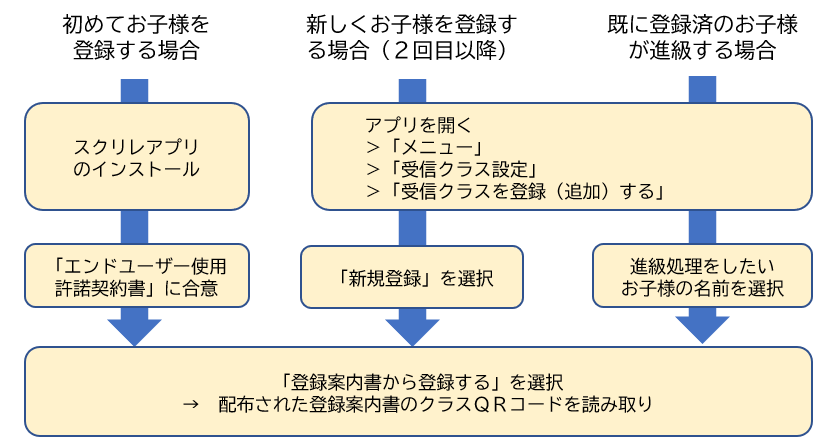 初めてお子様を
登録する場合
新しくお子様を登録す
る場合（２回目以降）
既に登録済のお子様
が進級する場合
スクリレアプリ
のインストール
アプリを開く
＞「メニュー」
＞「受信クラス設定」
＞「受信クラスを登録（追加）する」
「エンドユーザー使用
許諾契約書」に合意
「新規登録」を選択
進級処理をしたい
お子様の名前を選択
「登録案内書から登録する」を選択
→　配布された登録案内書のクラスＱＲコードを読み取り